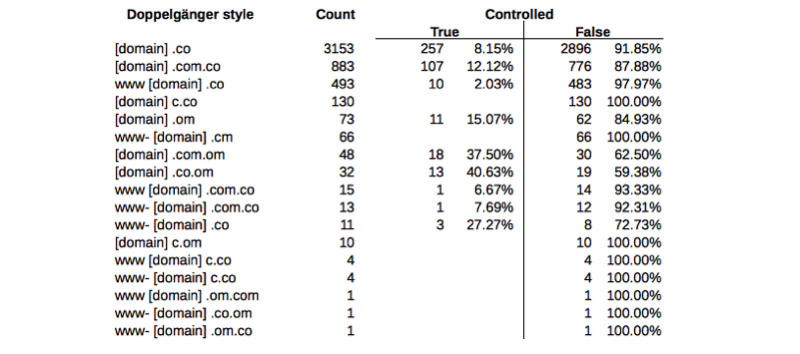 Doppelgänger style Count Controlled
True False
[domain] .co 3153 257 8.15% 2896 91.85%
[domain] .com.co 883 107 12.12% 776 87.88%
www [domain] .co 493 10 2.03% 483 97.97%
[domain] c.co 130 130 100.00%
[domain] .om 73 11 15.07% 62 84.93%
www- [domain] .cm 66 66 100.00%
[domain] .com.om 48 18 37.50% 30 62.50%
[domain] .co.om 32 13 40.63% 19 59.38%
www [domain] .com.co 15 1 6.67% 14 93.33%
www- [domain] .com.co 13 1 7.69% 12 92.31%
www- [domain] .co 11 3 27.27% 8 72.73%
[domain] c.om 10 10 100.00%
www [domain] c.co 4 4 100.00%
www- [domain] c.co 4 4 100.00%
www [domain] .om.com 1 1 100.00%
www- [domain] .co.om 1 1 100.00%
www- [domain] .om.co 1 1 100.00%